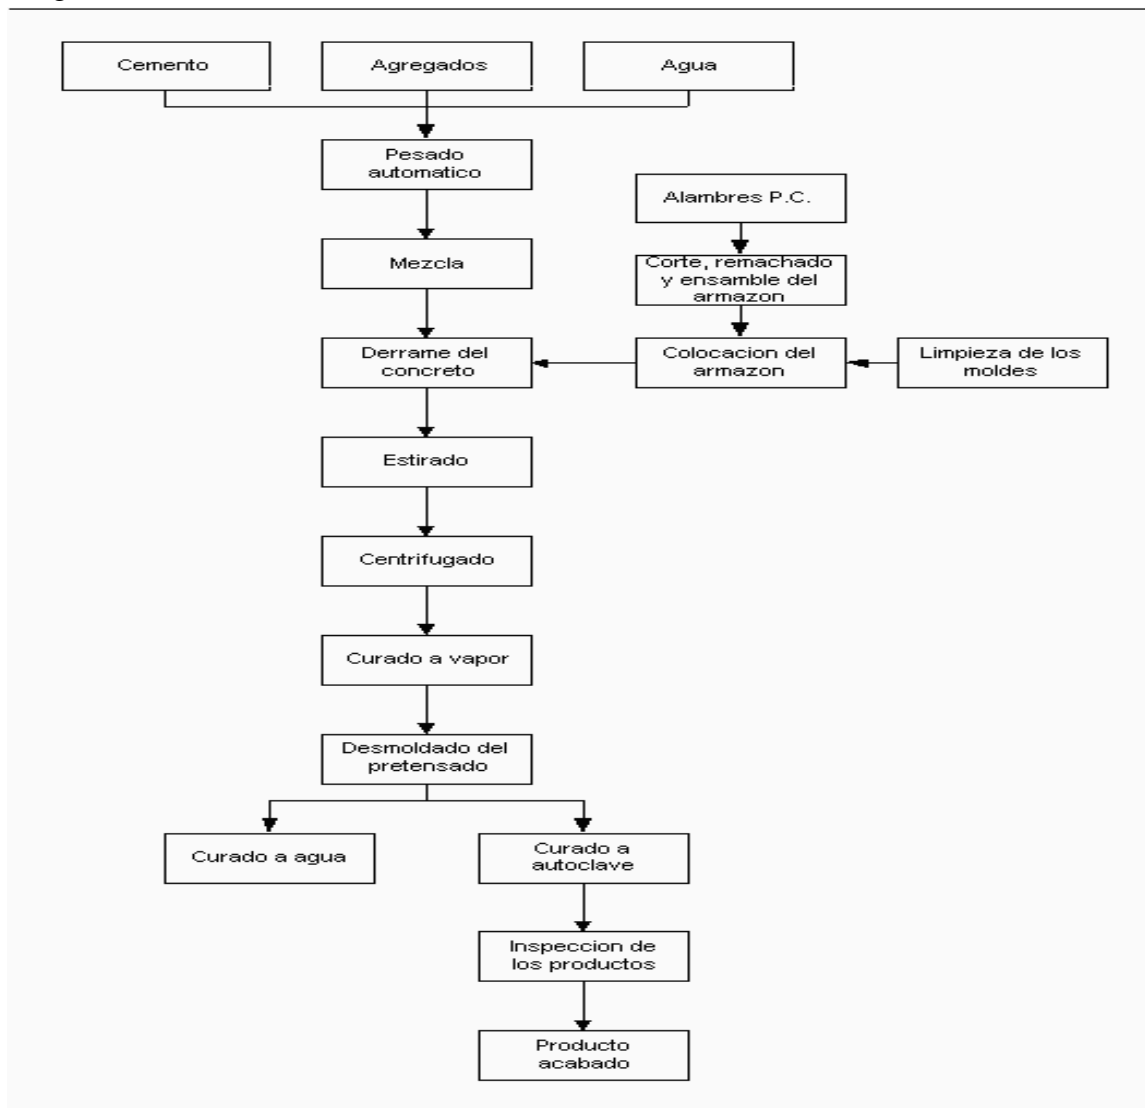 Cemento
Agregados
Agua
Pesado
automatico
Alambres P.C.
Mezcla
Corte, remachado
y ensamble del
armazon
Derrame del
concreto
Colocacion del
armazon
Limpieza de los
moldes
Estirado
Centrifugado
Curado a vapor
Desmoldado del
pretensado
Curado a agua
Curado a
autoclave
Inspeccion de
los productos
Producto
acabado